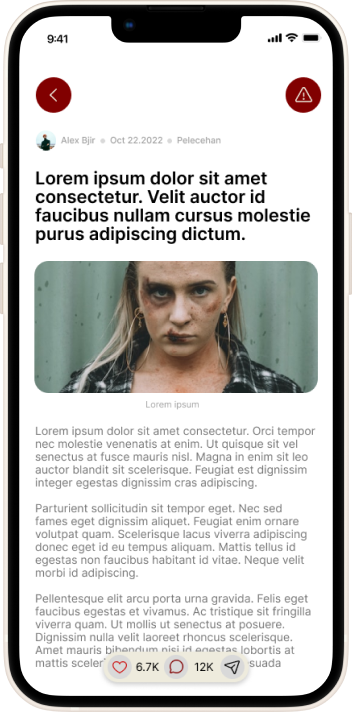 9:41
Alex Bjir Oct 22.2022 Pelecehan
Lorem ipsum dolor sit amet
consectetur. Velit auctor id
faucibus nullam cursus molestie
purus adipiscing dictum.
Lorem ipsum
Lorem ipsum dolor sit amet consectetur. Orci tempor
nec molestie venenatis at enim. Ut quisque sit vel
senectus at fusce mauris nisl. Magna in enim sit leo
auctor blandit sit scelerisque. Feugiat est dignissim
integer egestas dignissim cras adipiscing.
Parturient sollicitudin sit tempor eget. Nec sed
fames eget dignissim aliquet. Feugiat enim ornare
volutpat quam. Scelerisque lacus viverra adipiscing
donec eget id eu tempus aliquam. Mattis tellus id
egestas non faucibus habitant id vitae. Neque velit
morbi id adipiscing.
Pellentesque elit arcu porta urna gravida. Felis eget
faucibus egestas et vivamus. Ac tristique sit fringilla
viverra quam. Ut mollis ut senectus at posuere.
Dignissim nulla velit laoreet rhoncus scelerisque.
Amet mauris bibendum nisi id egestas lobortis at
mattis
6.7K 12K